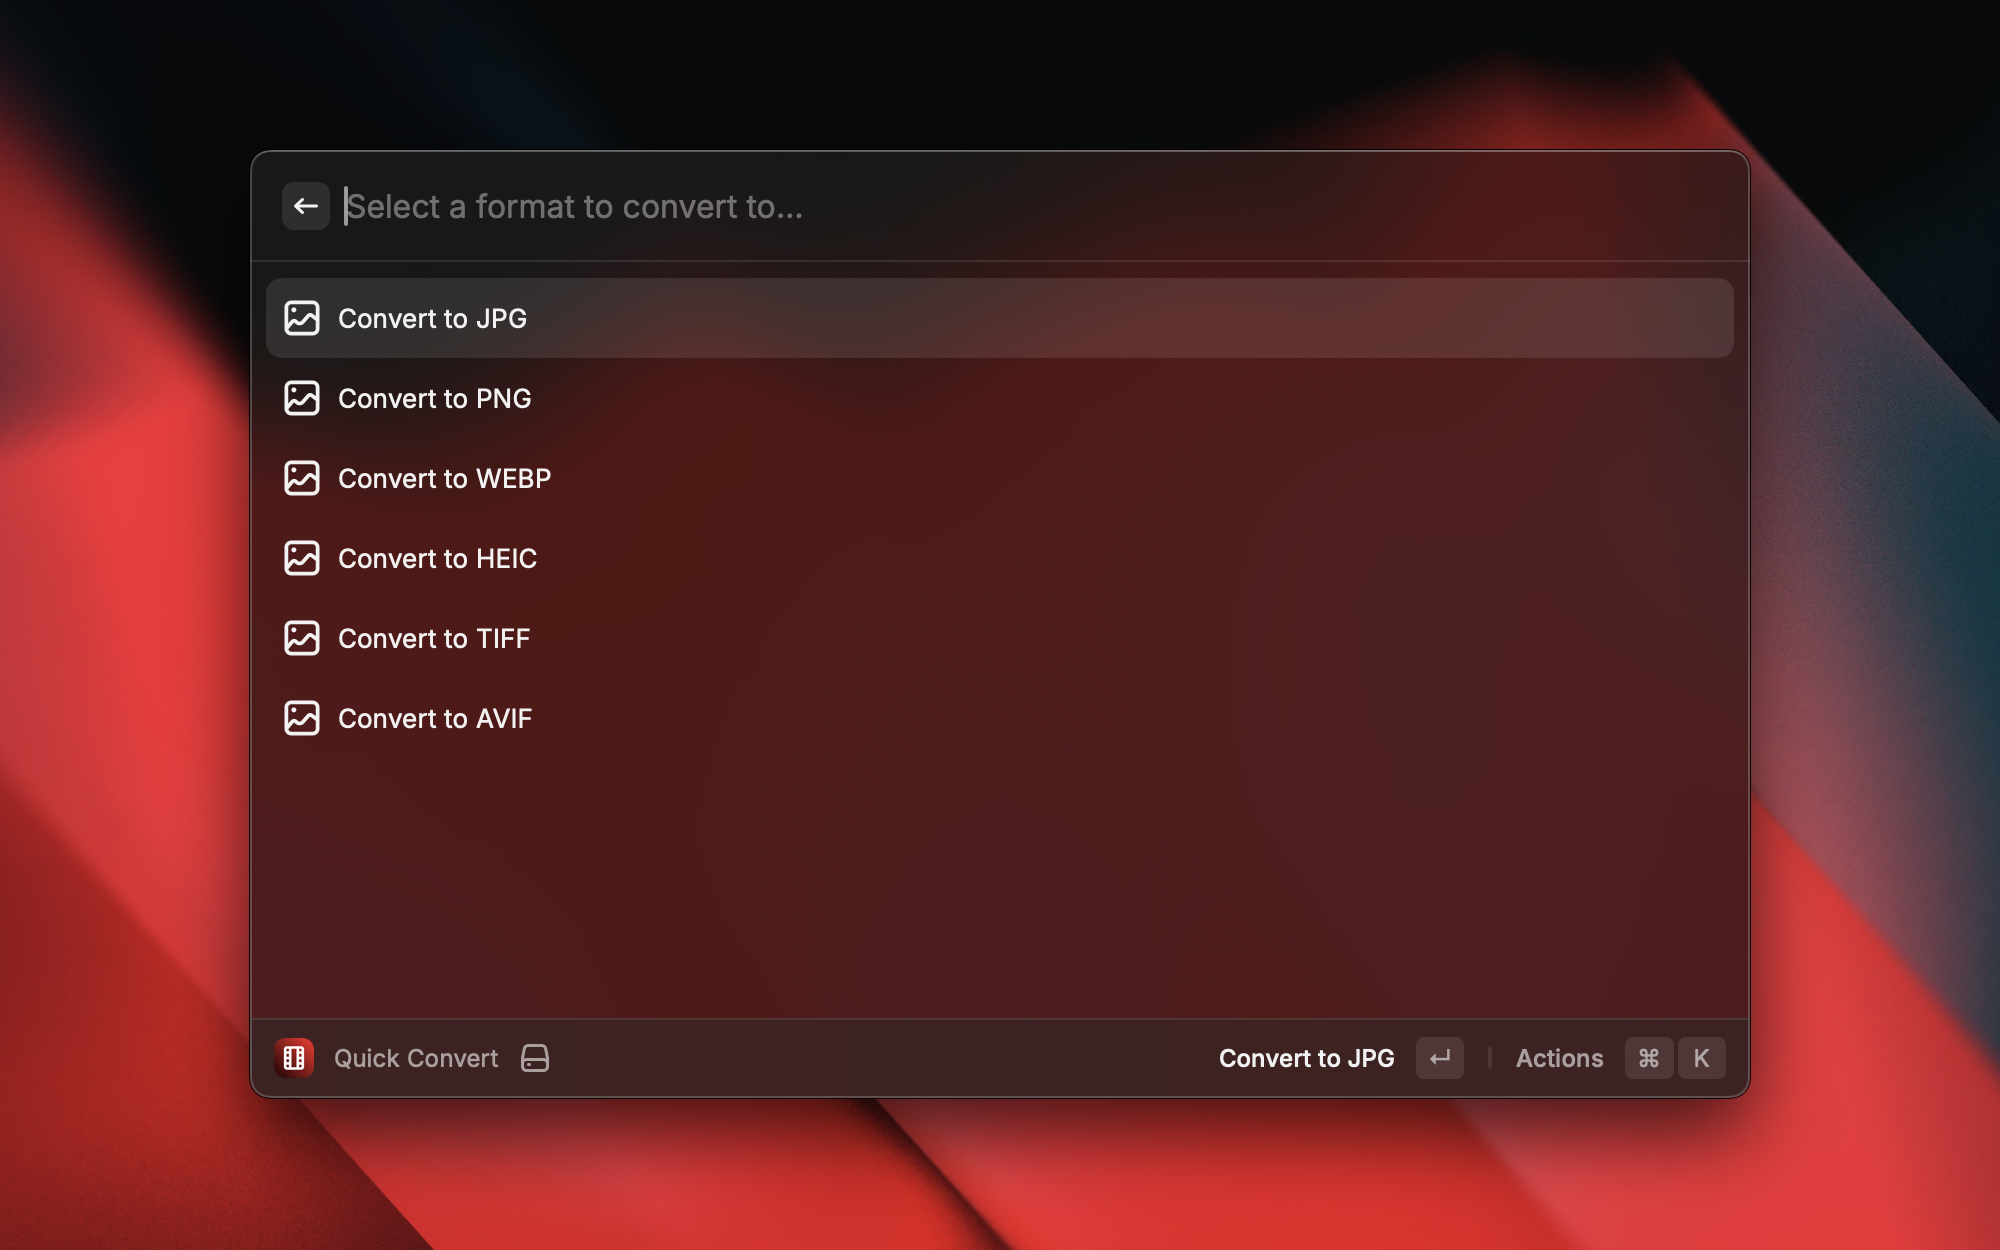 Select a format to convert to...
Convert to JPG
Convert to PNG
Convert to WEBP
Convert to HEIC
Convert to TIFF
Convert to AVIF
Quick Convert
Convert to JPG ↵ | Actions ⌘ K